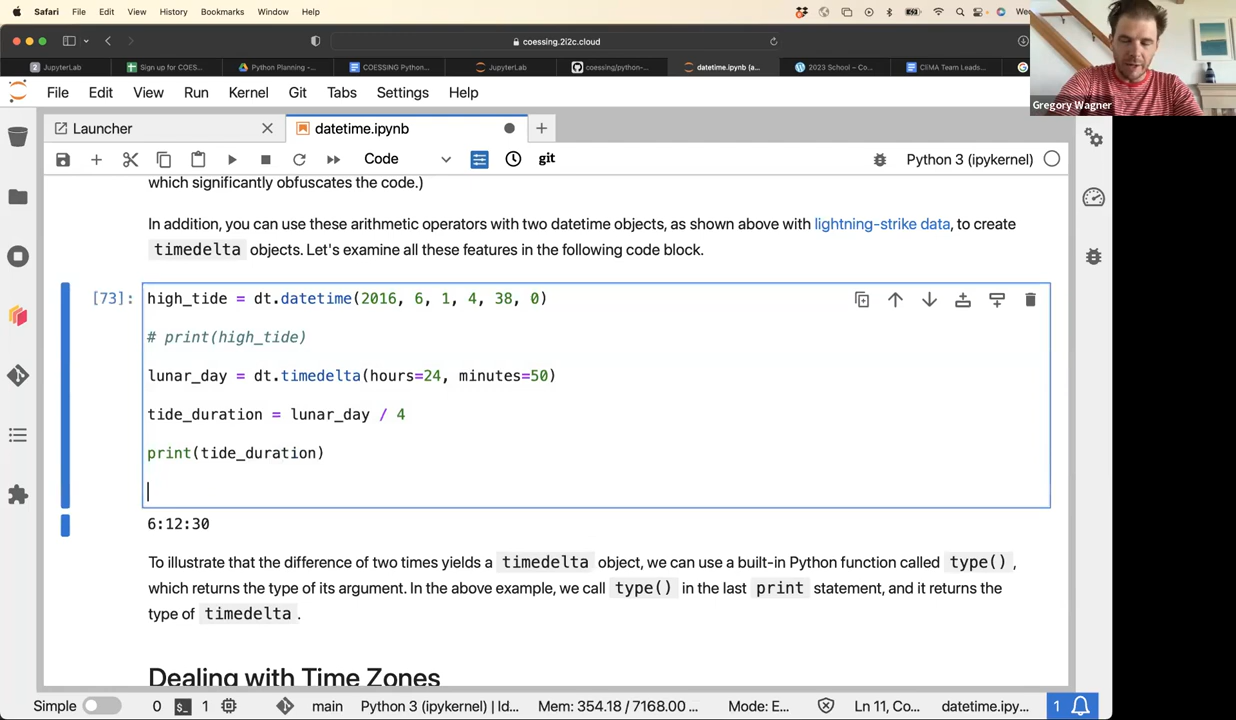 Safari File Edit View History Bookmarks Window Help
coessing.2i2c.cloud
JupyterLab Sign up for COES... Python Planning -... COESSING Python... JupyterLab coessing/python-... datetime.ipynb (a... 2023 School – Co... CliMA Team Leads...
Gregory Wagner
File Edit View Run Kernel Git Tabs Settings Help
Launcher datetime.ipynb
Code git Python 3 (ipykernel)
which significantly obfuscates the code.)
In addition, you can use these arithmetic operators with two datetime objects, as shown above with lightning-strike data, to create
timedelta objects. Let's examine all these features in the following code block.
[73]: high_tide = dt.datetime(2016, 6, 1, 4, 38, 0)
# print(high_tide)
lunar_day = dt.timedelta(hours=24, minutes=50)
tide_duration = lunar_day / 4
print(tide_duration)
6:12:30
To illustrate that the difference of two times yields a timedelta object, we can use a built-in Python function called type() ,
which returns the type of its argument. In the above example, we call type() in the last print statement, and it returns the
type of timedelta .
Dealing with Time Zones
Simple 0 1 main Python 3 (ipykernel) | Id... Mem: 354.18 / 7168.00 ... Mode: E... Ln 11, Co... datetime.ipy... 1